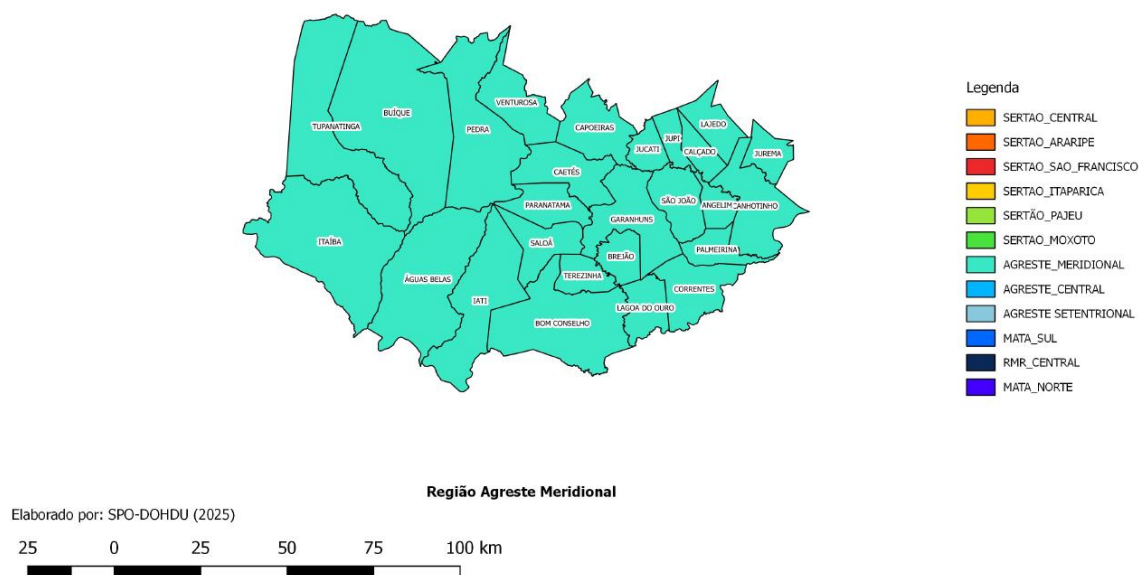 VENTUROSA
BUÍQUE
TUPANATINGA
PEDRA
CAPOEIRAS
LAJEDO
JUPI
JUCATI
CALÇADO
JUREMA
CAETÉS
PARANATAMA
SÃO JOÃO
ANGELIM
CANHOTINHO
GARANHUNS
ITAÍBA
SALOÁ
BREJÃO
PALMEIRINA
ÁGUAS BELAS
TEREZINHA
CORRENTES
IATI
LAGOA DO OURO
BOM CONSELHO
Legenda
SERTAO_CENTRAL
SERTAO_ARARIPE
SERTAO_SAO_FRANCISCO
SERTAO_ITAPARICA
SERTÃO_PAJEU
SERTAO_MOXOTO
AGRESTE_MERIDIONAL
AGRESTE_CENTRAL
AGRESTE SETENTRIONAL
MATA_SUL
RMR_CENTRAL
MATA_NORTE
Região Agreste Meridional
Elaborado por: SPO-DOHDU (2025)
25 0 25 50 75 100 km